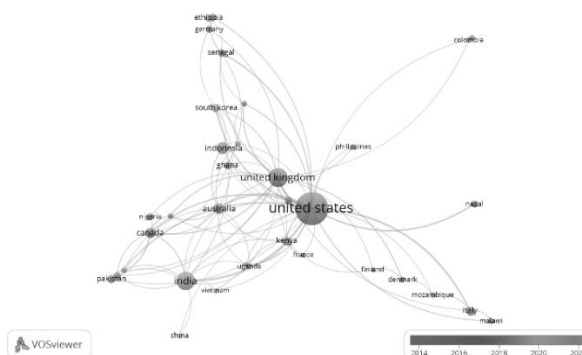 ethiopia
germany
senegal
colombia
south korea
indonesia
philippines
ghana
united kingdom
united states
nepal
australia
nigeria
canada
kenya
france
uganda
finland
pakistan
india
denmark
vietnam
mozambique
italy
malawi
china
VOSviewer
2014 2016 2018 2020